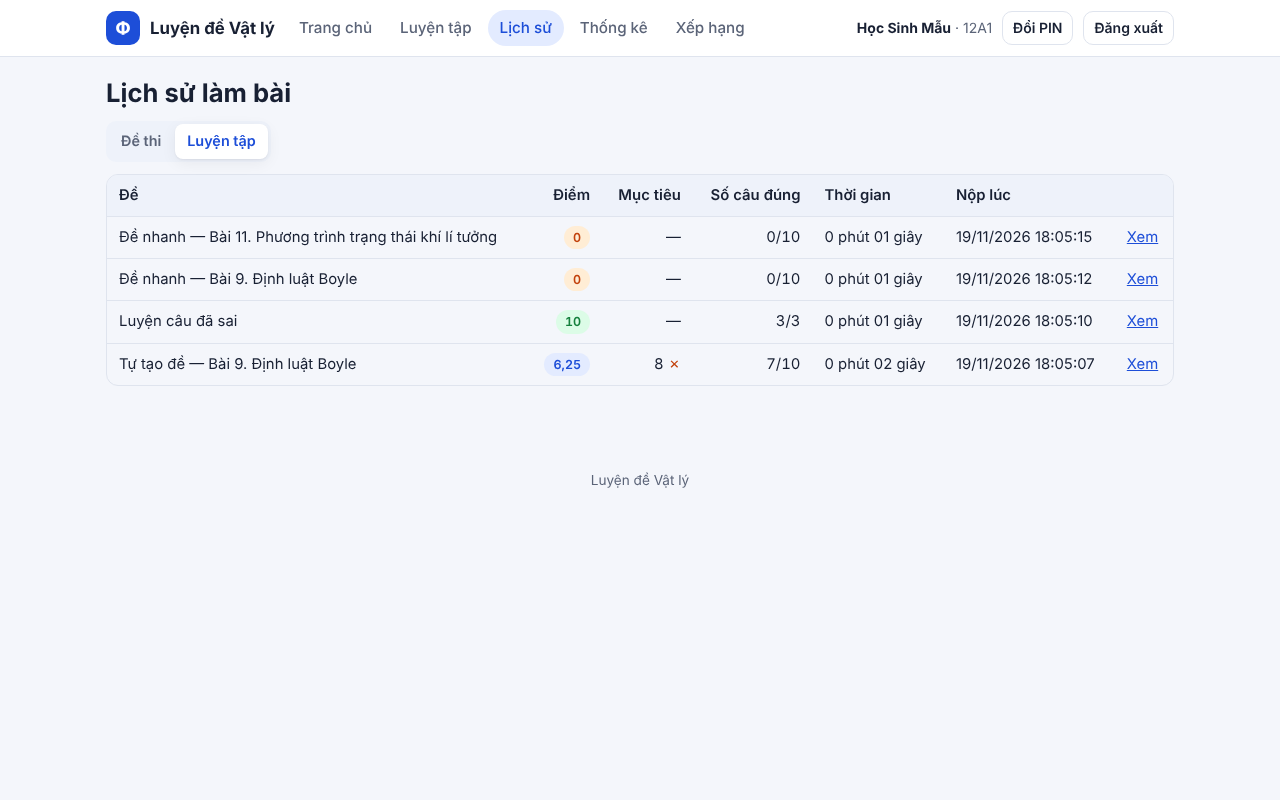 Φ Luyện đề Vật lý Trang chủ Luyện tập Lịch sử Thống kê Xếp hạng Học Sinh Mẫu · 12A1 Đổi PIN Đăng xuất
Lịch sử làm bài
Đề thi Luyện tập
Đề Điểm Mục tiêu Số câu đúng Thời gian Nộp lúc
Đề nhanh — Bài 11. Phương trình trạng thái khí lí tưởng 0 — 0/10 0 phút 01 giây 19/11/2026 18:05:15 Xem
Đề nhanh — Bài 9. Định luật Boyle 0 — 0/10 0 phút 01 giây 19/11/2026 18:05:12 Xem
Luyện câu đã sai 10 — 3/3 0 phút 01 giây 19/11/2026 18:05:10 Xem
Tự tạo đề — Bài 9. Định luật Boyle 6,25 8 × 7/10 0 phút 02 giây 19/11/2026 18:05:07 Xem
Luyện đề Vật lý